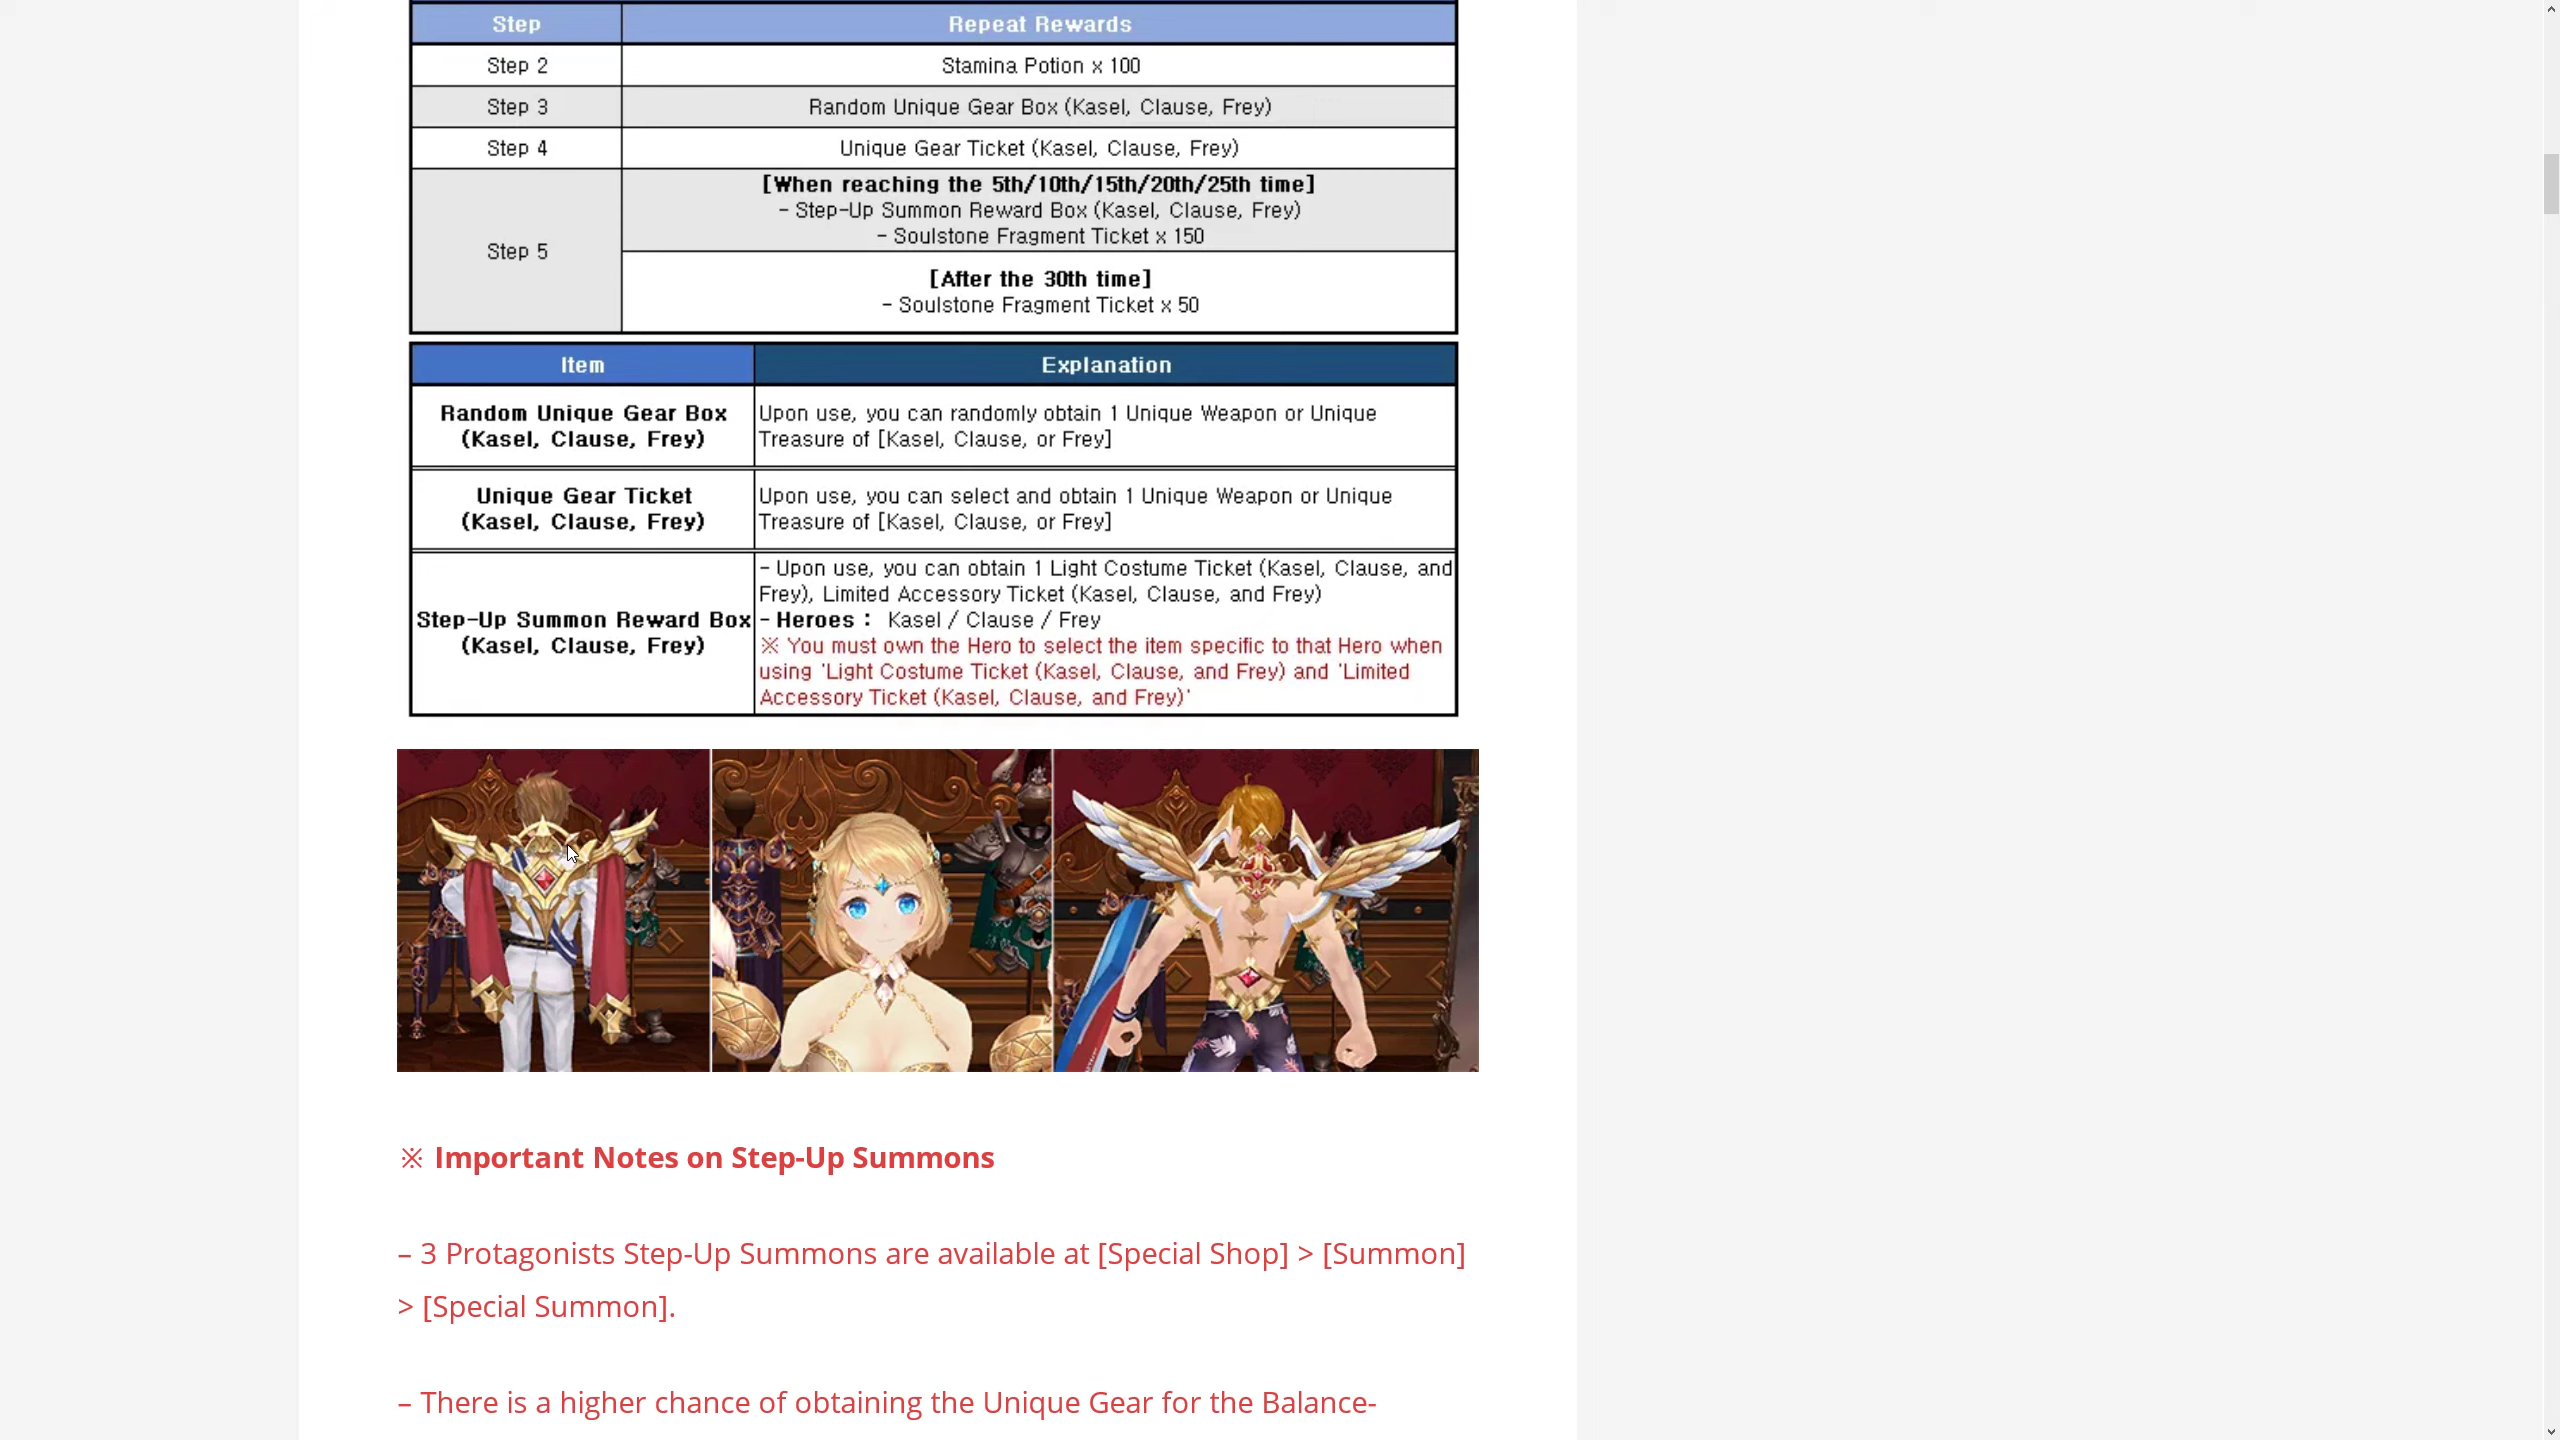 Step Repeat Rewards
Step 2 Stamina Potion x 100
Step 3 Random Unique Gear Box (Kasel, Clause, Frey)
Step 4 Unique Gear Ticket (Kasel, Clause, Frey)
Step 5
[When reaching the 5th/10th/15th/20th/25th time]
- Step-Up Summon Reward Box (Kasel, Clause, Frey)
- Soulstone Fragment Ticket x 150
[After the 30th time]
- Soulstone Fragment Ticket x 50
Item Explanation
Random Unique Gear Box
(Kasel, Clause, Frey)
Upon use, you can randomly obtain 1 Unique Weapon or Unique
Treasure of [Kasel, Clause, or Frey]
Unique Gear Ticket
(Kasel, Clause, Frey)
Upon use, you can select and obtain 1 Unique Weapon or Unique
Treasure of [Kasel, Clause, or Frey]
Step-Up Summon Reward Box
(Kasel, Clause, Frey)
- Upon use, you can obtain 1 Light Costume Ticket (Kasel, Clause, and
Frey), Limited Accessory Ticket (Kasel, Clause, and Frey)
- Heroes : Kasel / Clause / Frey
※ You must own the Hero to select the item specific to that Hero when
using 'Light Costume Ticket (Kasel, Clause, and Frey) and 'Limited
Accessory Ticket (Kasel, Clause, and Frey)'
※ Important Notes on Step-Up Summons
– 3 Protagonists Step-Up Summons are available at [Special Shop] > [Summon]
> [Special Summon].
– There is a higher chance of obtaining the Unique Gear for the Balance-